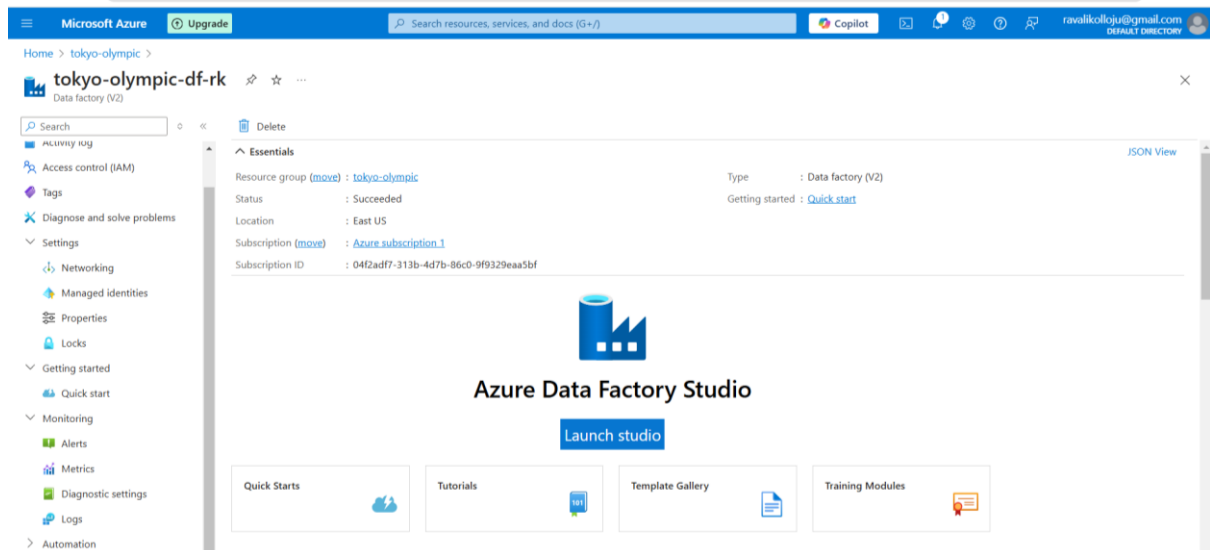 Microsoft Azure
Upgrade
Search resources, services, and docs (G+/)
Copilot
1
ravalikolloju@gmail.com
DEFAULT DIRECTORY
Home > tokyo-olympic >
tokyo-olympic-df-rk
Data factory (V2)
Search
Delete
Activity log
Access control (IAM)
Tags
Diagnose and solve problems
Settings
Networking
Managed identities
Properties
Locks
Getting started
Quick start
Monitoring
Alerts
Metrics
Diagnostic settings
Logs
Automation
Essentials
JSON View
Resource group (move) : tokyo-olympic
Status : Succeeded
Location : East US
Subscription (move) : Azure subscription 1
Subscription ID : 04f2adf7-313b-4d7b-86c0-9f9329eaa5bf
Type : Data factory (V2)
Getting started : Quick start
Azure Data Factory Studio
Launch studio
Quick Starts
Tutorials
101
Template Gallery
Training Modules